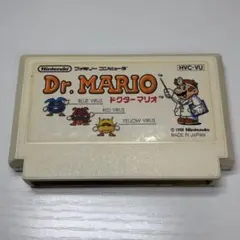 Nintendo ファミリー コンピュータ HVC-VU
Dr. MARIO
ドクターマリオ
BLUE VIRUS
RED VIRUS
YELLOW VIRUS
© 1990 Nintendo
MADE IN JAPAN